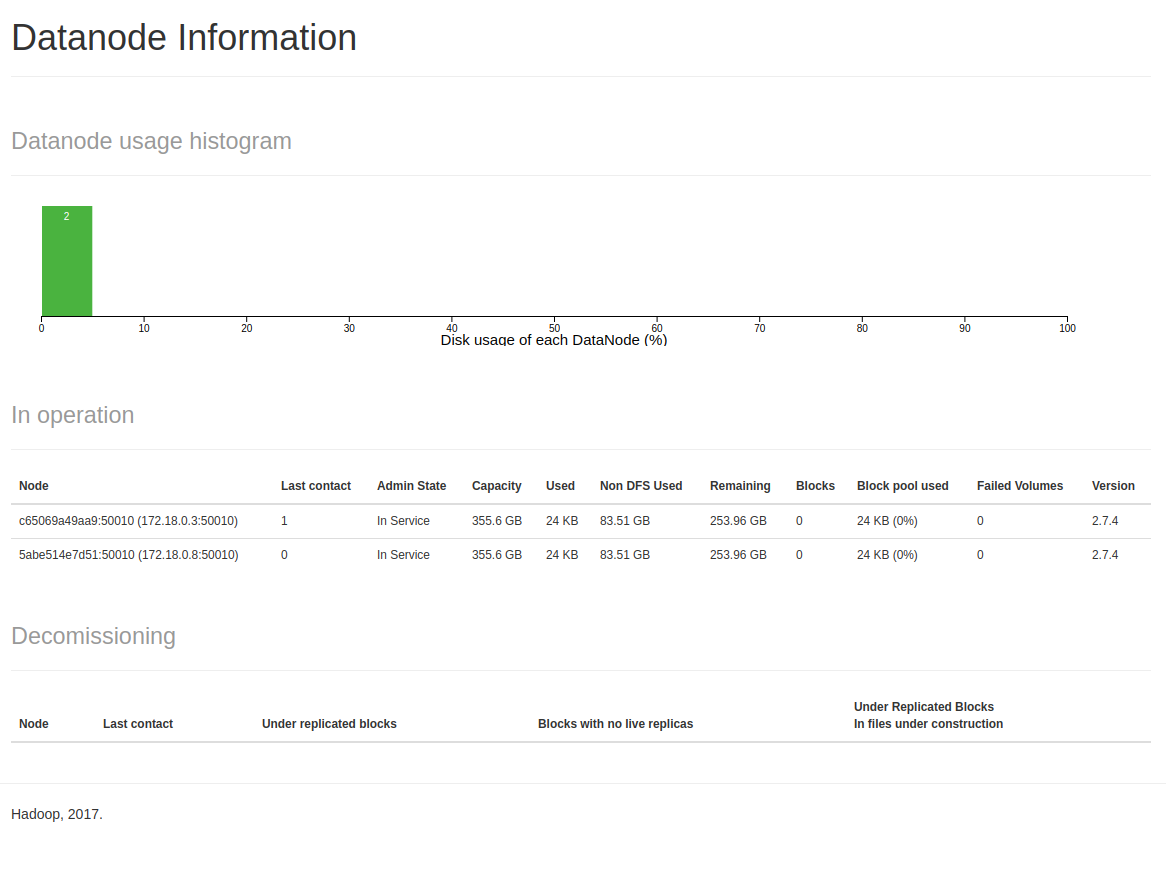 Datanode Information
Datanode usage histogram
2
0 10 20 30 40 50 60 70 80 90 100
Disk usage of each DataNode (%)
In operation
Node Last contact Admin State Capacity Used Non DFS Used Remaining Blocks Block pool used Failed Volumes Version
c65069a49aa9:50010 (172.18.0.3:50010) 1 In Service 355.6 GB 24 KB 83.51 GB 253.96 GB 0 24 KB (0%) 0 2.7.4
5abe514e7d51:50010 (172.18.0.8:50010) 0 In Service 355.6 GB 24 KB 83.51 GB 253.96 GB 0 24 KB (0%) 0 2.7.4
Decomissioning
Under Replicated Blocks
Node Last contact Under replicated blocks Blocks with no live replicas In files under construction
Hadoop, 2017.